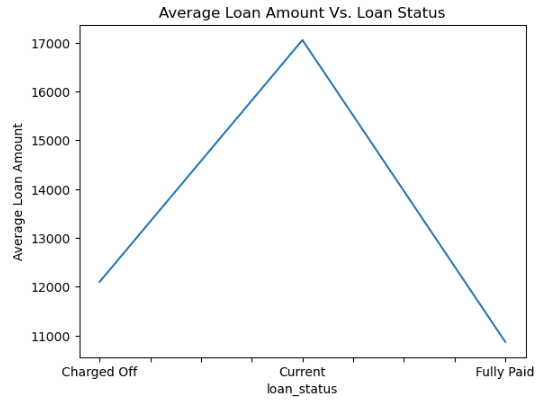 Average Loan Amount Vs. Loan Status
17000
16000
15000
14000
13000
12000
11000
Average Loan Amount
Charged Off Current Fully Paid
loan_status